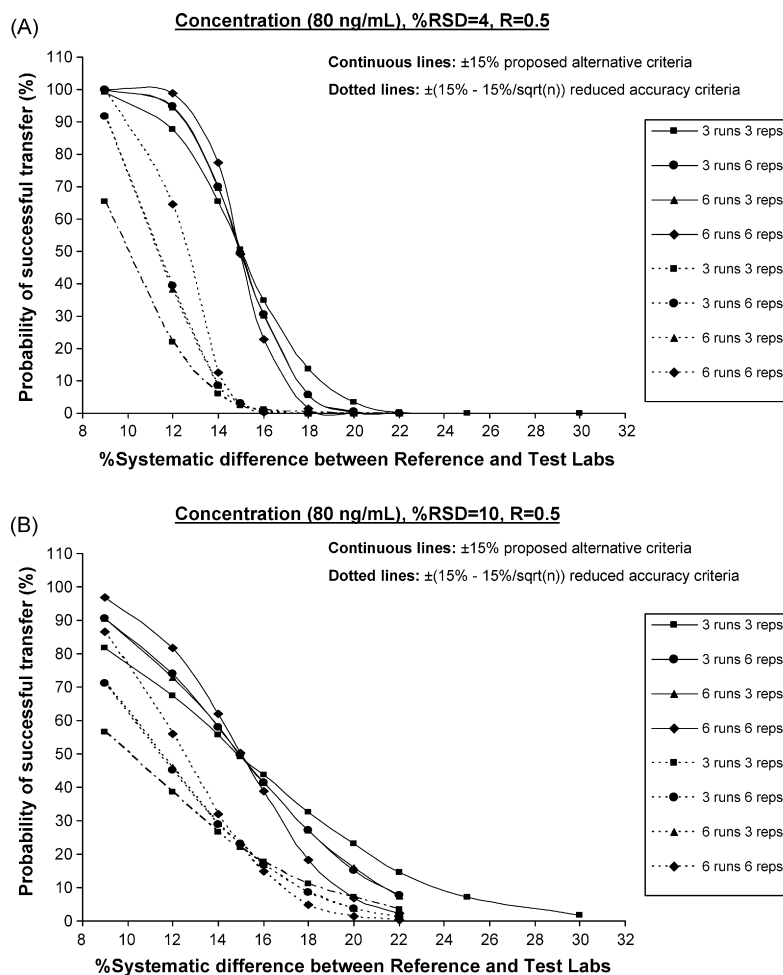 (A)
Concentration (80 ng/mL), %RSD=4, R=0.5
Continuous lines: ±15% proposed alternative criteria
Dotted lines: ±(15% - 15%/sqrt(n)) reduced accuracy criteria
Probability of successful transfer (%)
110
100
90
80
70
60
50
40
30
20
10
0
8 10 12 14 16 18 20 22 24 26 28 30 32
%Systematic difference between Reference and Test Labs
3 runs 3 reps
3 runs 6 reps
6 runs 3 reps
6 runs 6 reps
3 runs 3 reps
3 runs 6 reps
6 runs 3 reps
6 runs 6 reps
(B)
Concentration (80 ng/mL), %RSD=10, R=0.5
Continuous lines: ±15% proposed alternative criteria
Dotted lines: ±(15% - 15%/sqrt(n)) reduced accuracy criteria
Probability of successful transfer (%)
110
100
90
80
70
60
50
40
30
20
10
0
8 10 12 14 16 18 20 22 24 26 28 30 32
%Systematic difference between Reference and Test Labs
3 runs 3 reps
3 runs 6 reps
6 runs 3 reps
6 runs 6 reps
3 runs 3 reps
3 runs 6 reps
6 runs 3 reps
6 runs 6 reps